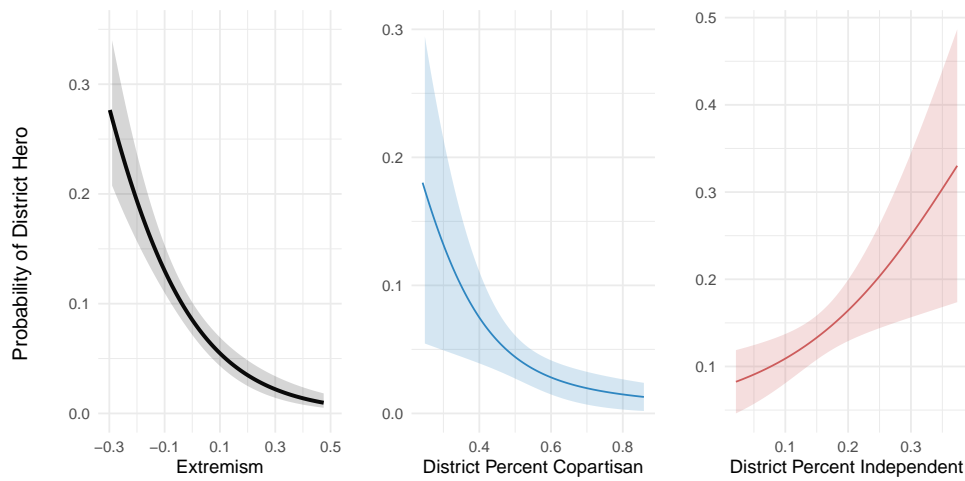 Probability of District Hero
0.3
0.2
0.1
0.0
−0.3 −0.1 0.1 0.3 0.5
Extremism
0.3
0.2
0.1
0.0
0.4 0.6 0.8
District Percent Copartisan
0.5
0.4
0.3
0.2
0.1
0.1 0.2 0.3
District Percent Independent